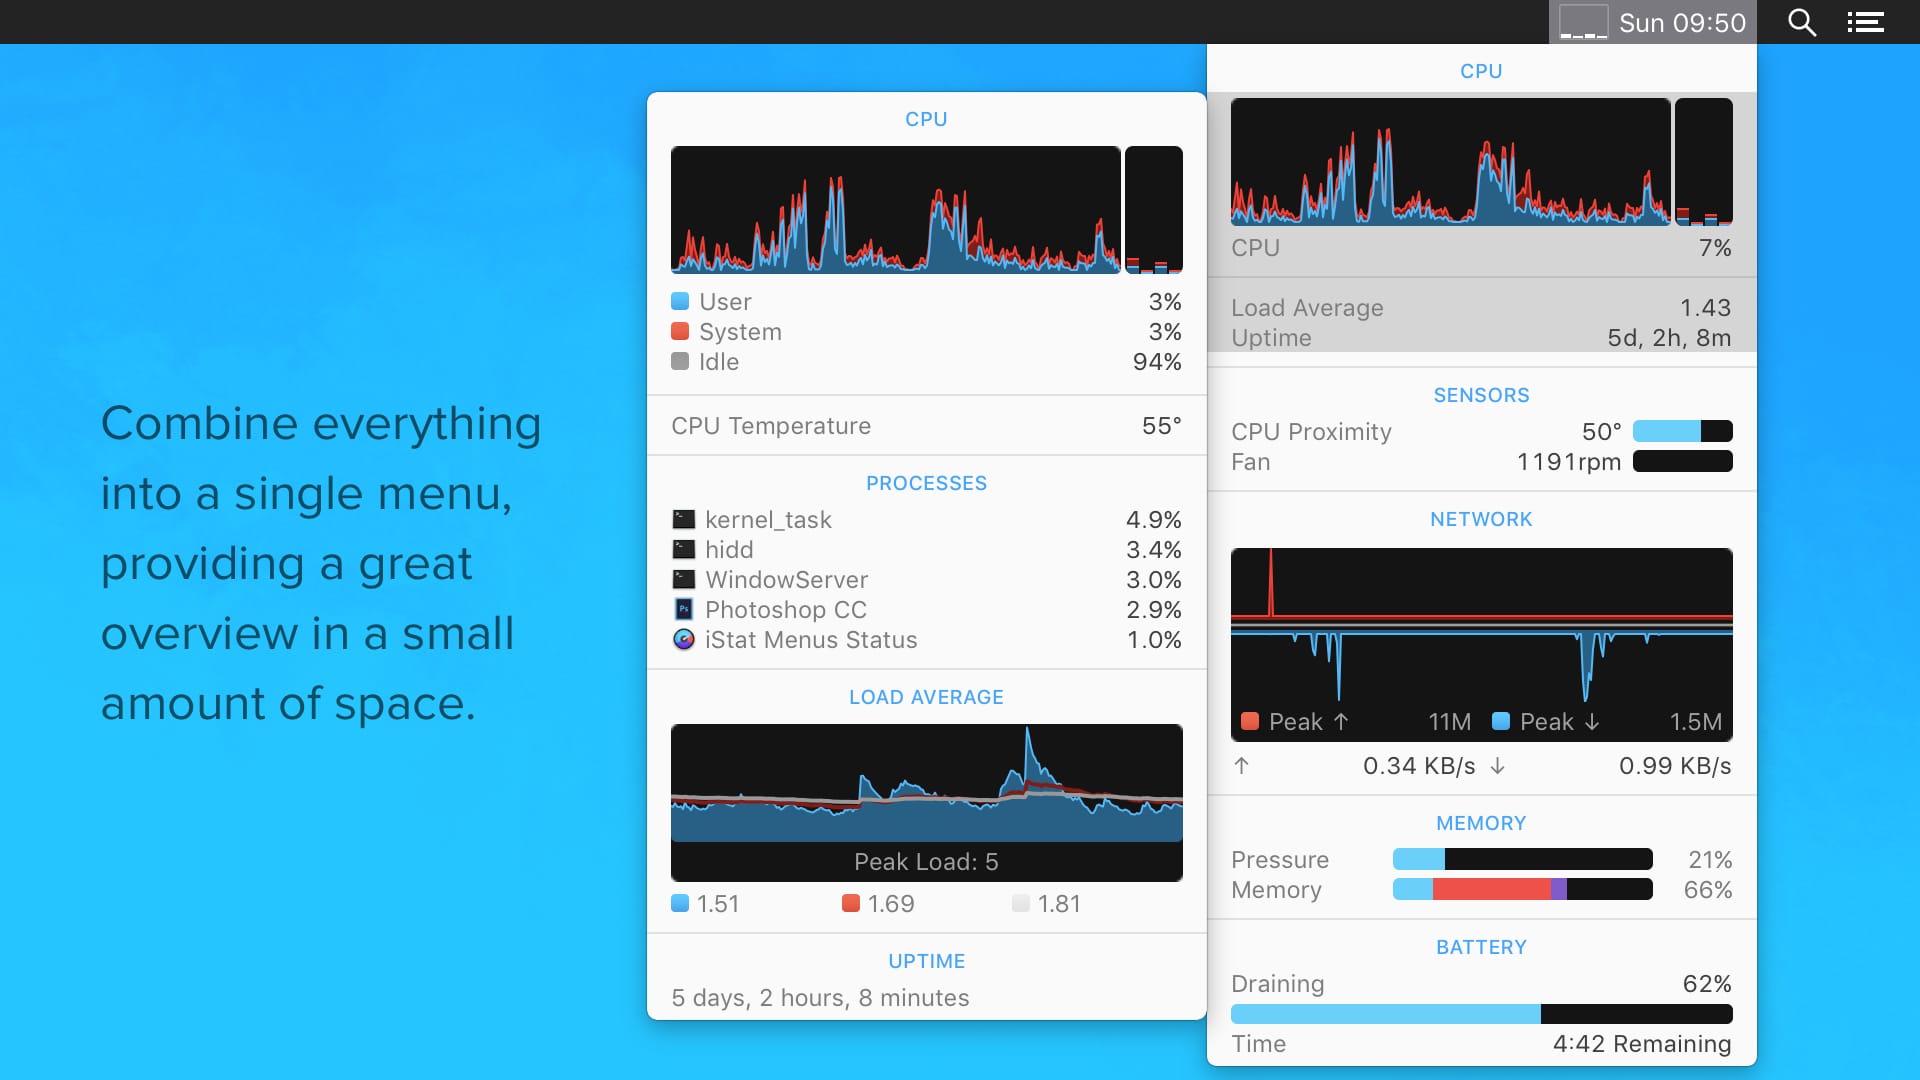 Sun 09:50
Combine everything
into a single menu,
providing a great
overview in a small
amount of space.
CPU
User 3%
System 3%
Idle 94%
CPU Temperature 55°
PROCESSES
kernel_task 4.9%
hidd 3.4%
WindowServer 3.0%
Ps Photoshop CC 2.9%
iStat Menus Status 1.0%
LOAD AVERAGE
Peak Load: 5
1.51 1.69 1.81
UPTIME
5 days, 2 hours, 8 minutes
CPU
CPU 7%
Load Average 1.43
Uptime 5d, 2h, 8m
SENSORS
CPU Proximity 50°
Fan 1191rpm
NETWORK
Peak ↑ 11M Peak ↓ 1.5M
↑ 0.34 KB/s ↓ 0.99 KB/s
MEMORY
Pressure 21%
Memory 66%
BATTERY
Draining 62%
Time 4:42 Remaining